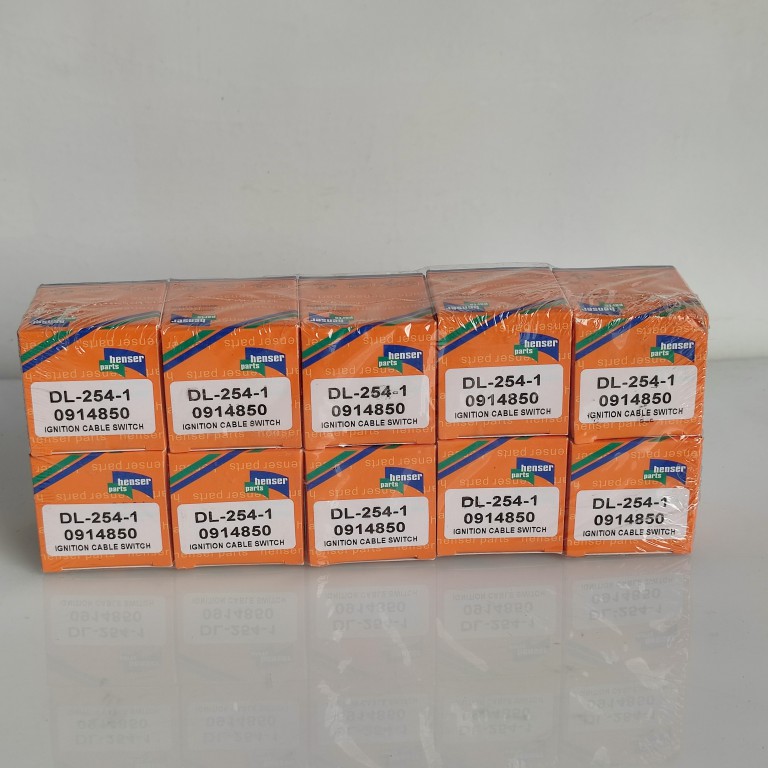 henser
parts
DL-254-1
0914850
IGNITION CABLE SWITCH
henser
parts
DL-254-1
0914850
IGNITION CABLE SWITCH
henser
parts
DL-254-1
0914850
IGNITION CABLE SWITCH
henser
parts
DL-254-1
0914850
IGNITION CABLE SWITCH
henser
parts
DL-254-1
0914850
IGNITION CABLE SWITCH
henser
parts
DL-254-1
0914850
IGNITION CABLE SWITCH
henser
parts
DL-254-1
0914850
IGNITION CABLE SWITCH
henser
parts
DL-254-1
0914850
IGNITION CABLE SWITCH
henser
parts
DL-254-1
0914850
IGNITION CABLE SWITCH
henser
parts
DL-254-1
0914850
IGNITION CABLE SWITCH